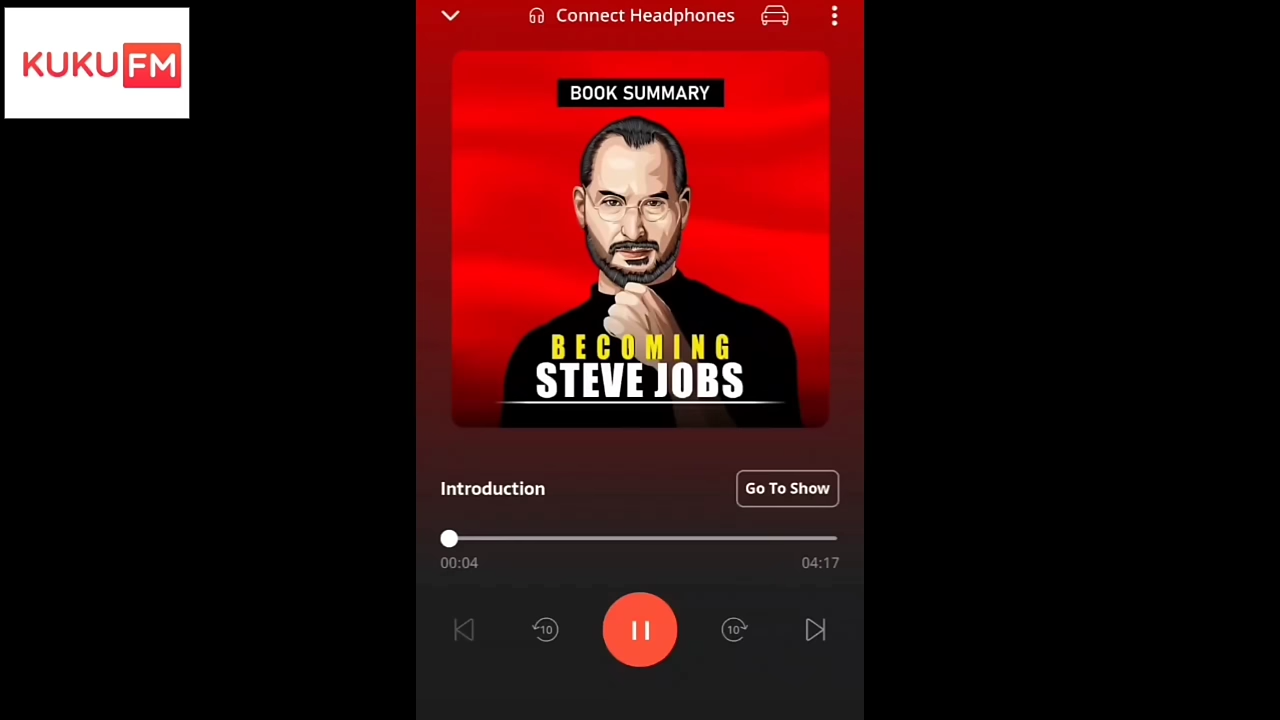 KUKU FM
Connect Headphones
BOOK SUMMARY
BECOMING
STEVE JOBS
Introduction
Go To Show
00:04
04:17
10
10